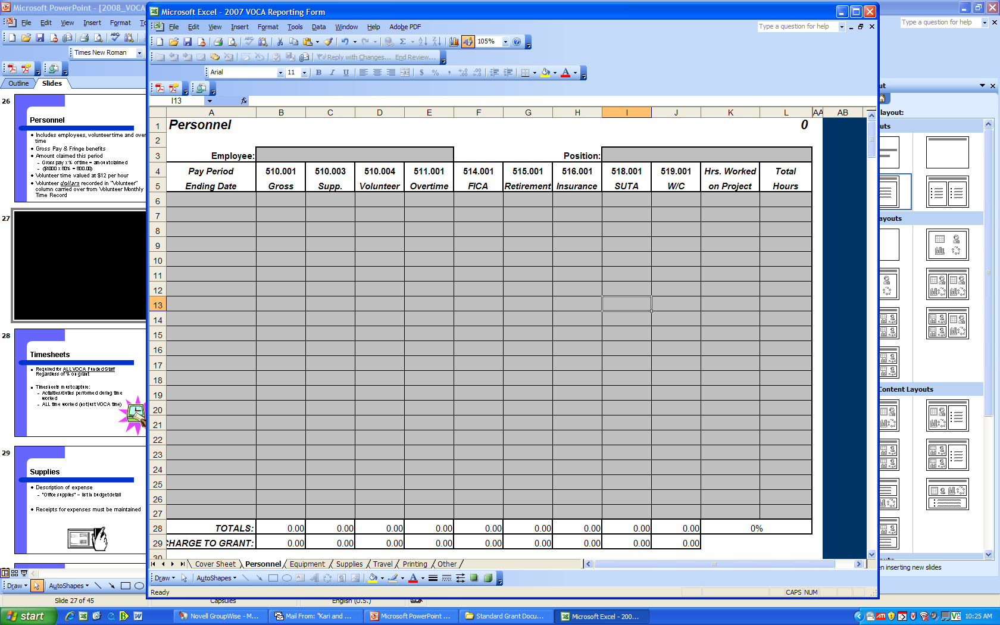 Microsoft PowerPoint - [2008_VOCA
File Edit View Insert Format To
Times New Roman
Outline Slides
26
Personnel
• Includes employees, volunteer time and over
time
• Gross Pay & Fringe benefits
• Amount claimed this period
– Gross pay x % of time = amount claimed
– ($1000 x 80% = 800.00)
• Volunteer time valued at $12 per hour
• Volunteer dollars recorded in "Volunteer"
column carried over from Volunteer Monthly
Time Record
27
28
Timesheets
• Required for ALL VOCA Funded Staff
Regardless of % on grant
• Timesheets must capture:
– Activities/duties performed during time
worked
– ALL time worked (not just VOCA time)
29
Supplies
• Description of expense
– "Office supplies" – list in budget detail
• Receipts for expenses must be maintained
Draw AutoShapes
Slide 27 of 45 Capsules English (U.S.)
Microsoft Excel - 2007 VOCA Reporting Form
File Edit View Insert Format Tools Data Window Help Adobe PDF
Type a question for help
105%
Reply with Changes... End Review...
Arial 11 B I U $ % ,
I13 fx
A B C D E F G H I J K L AA AB
1 Personnel 0
2
3 Employee: Position:
4 Pay Period 510.001 510.003 510.004 511.001 514.001 515.001 516.001 518.001 519.001 Hrs. Worked Total
5 Ending Date Gross Supp. Volunteer Overtime FICA Retirement Insurance SUTA W/C on Project Hours
6
7
8
9
10
11
12
13
14
15
16
17
18
19
20
21
22
23
24
25
26
27
28 TOTALS: 0.00 0.00 0.00 0.00 0.00 0.00 0.00 0.00 0.00 0%
29 CHARGE TO GRANT: 0.00 0.00 0.00 0.00 0.00 0.00 0.00 0.00 0.00
30
Cover Sheet Personnel Equipment Supplies Travel Printing Other
Draw AutoShapes
Ready CAPS NUM
Type a question for help
ut
layout:
uts
ayouts
Content Layouts
en inserting new slides
start Novell GroupWise - M... Mail From: "Kari and ... Microsoft PowerPoint ... Standard Grant Docu... Microsoft Excel - 200... 10:25 AM